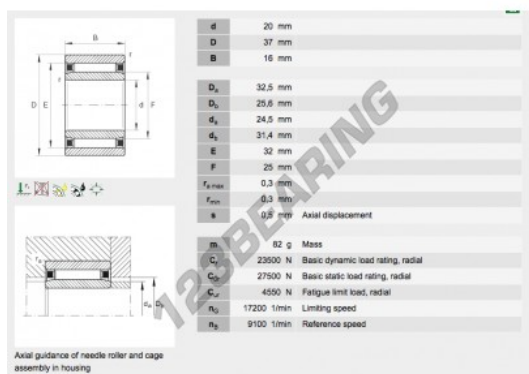 B
r
r
D
E
d
F
ra
Axial guidance of needle roller and cage
assembly in housing
d 20 mm
D 37 mm
B 16 mm
Da 32,5 mm
Db 25,6 mm
da 24,5 mm
db 31,4 mm
E 32 mm
F 25 mm
ra max 0,3 mm
rmin 0,3 mm
s 0,5 mm Axial displacement
m 82 g Mass
Cr 23500 N Basic dynamic load rating, radial
C0r 27500 N Basic static load rating, radial
Cur 4550 N Fatigue limit load, radial
nG 17200 1/min Limiting speed
nB 9100 1/min Reference speed
123BEARING